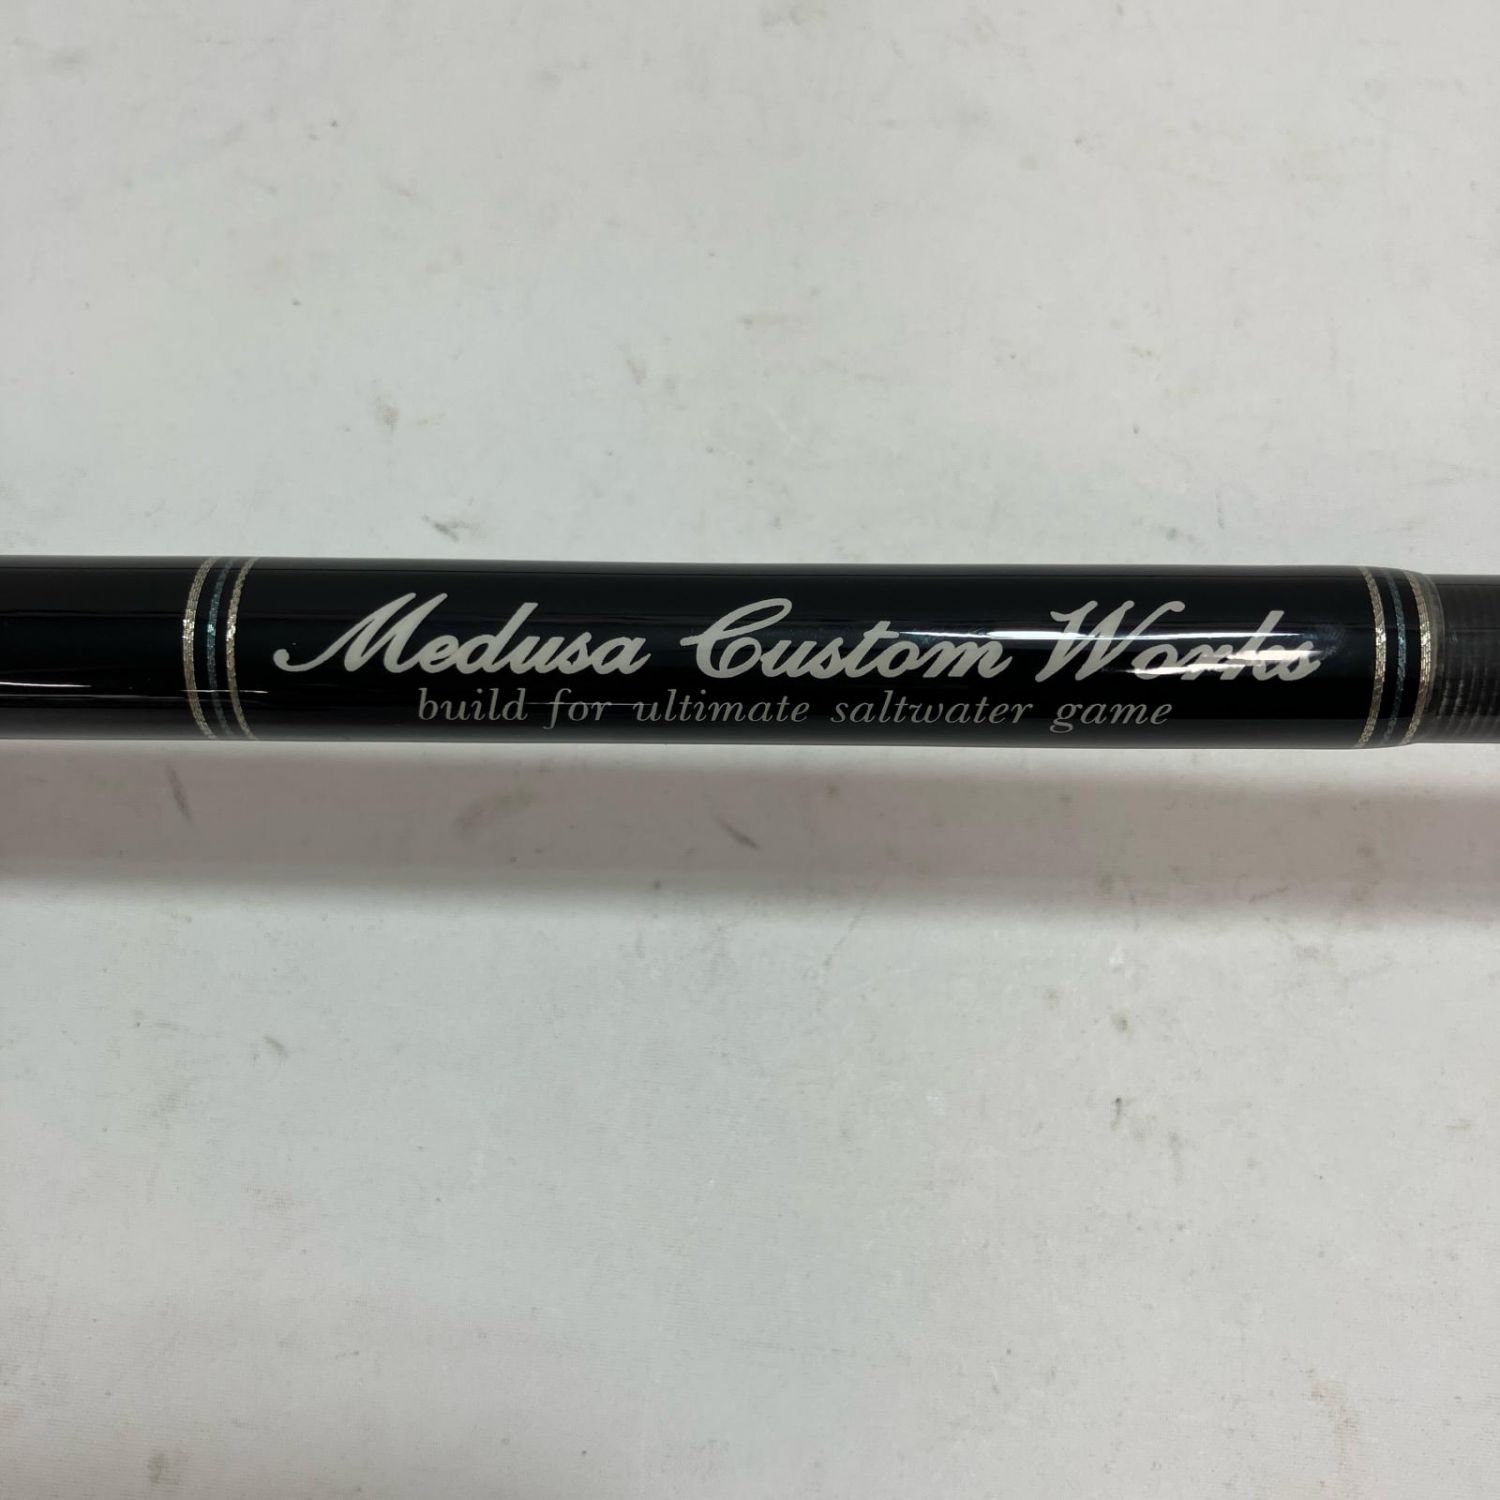 Medusa Custom Works
build for ultimate saltwater game